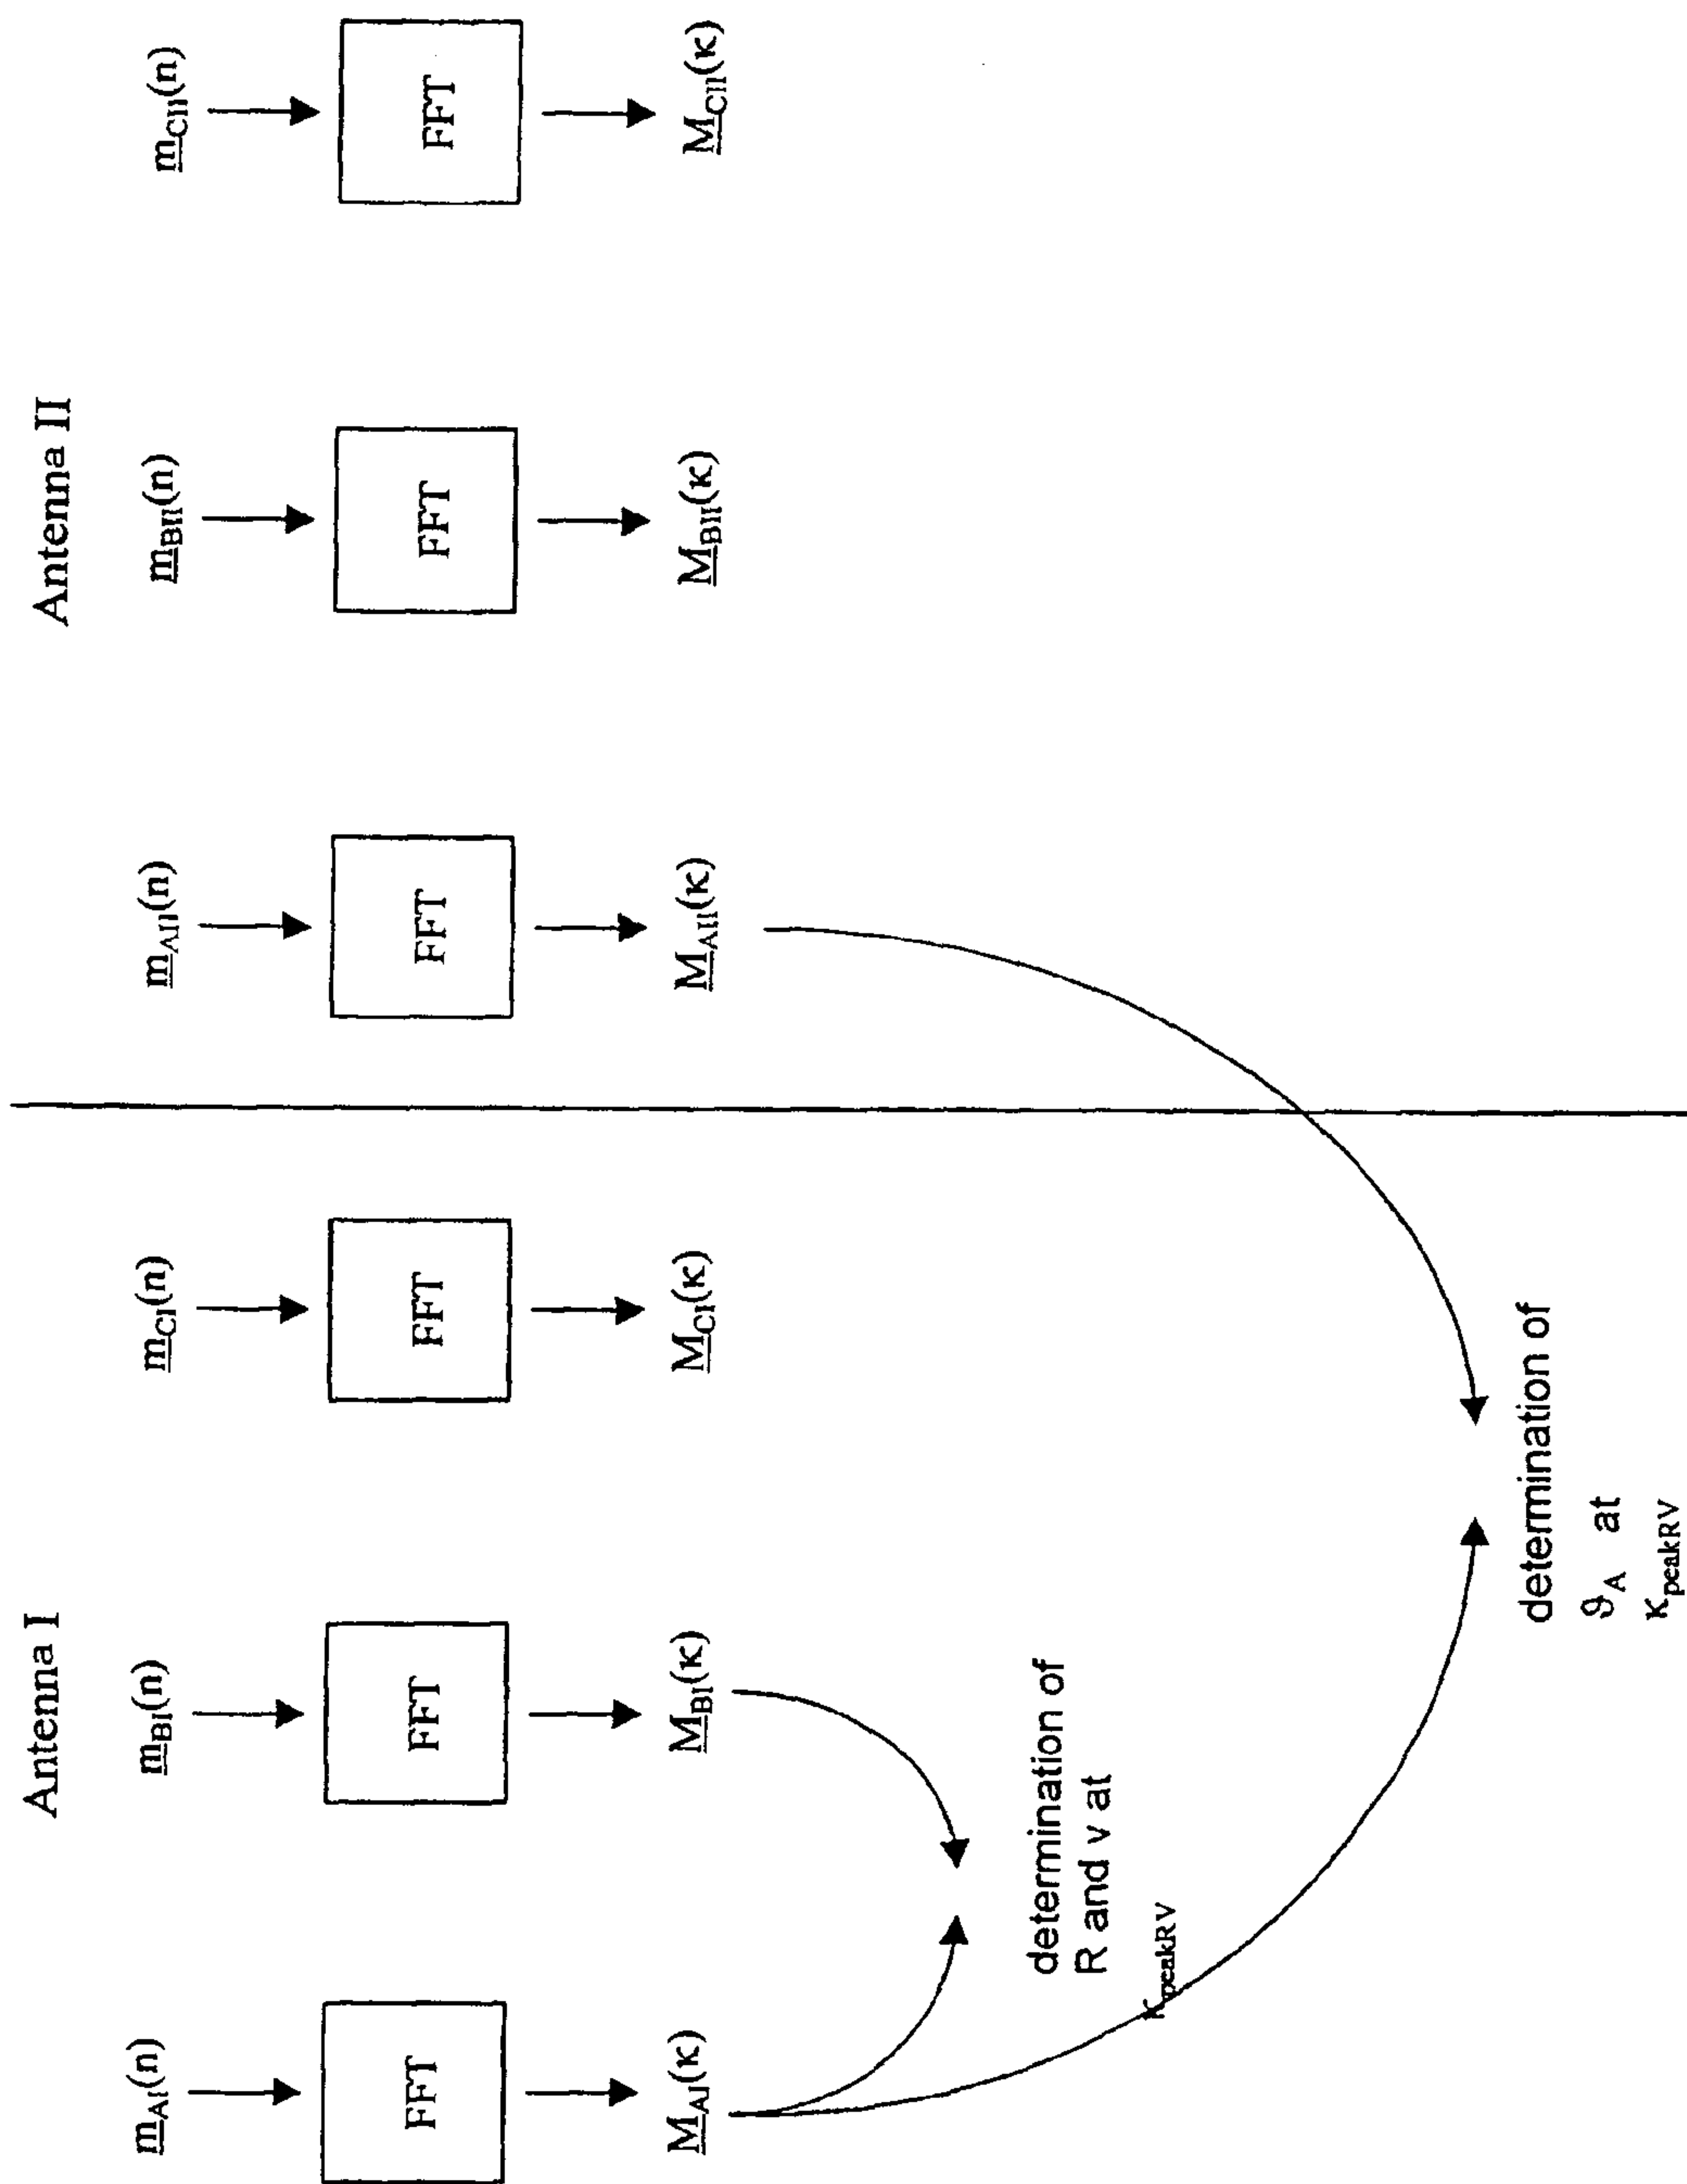 Antenna I
Antenna II
m_AI(n)
m_BI(n)
m_CI(n)
m_AII(n)
m_BII(n)
m_CII(n)
FFT
FFT
FFT
FFT
FFT
FFT
M_AI(κ)
M_BI(κ)
M_CI(κ)
M_AII(κ)
M_BII(κ)
M_CII(κ)
determination of
R and v at
κ_peakRV
determination of
ϑ_A at
κ_peakRV